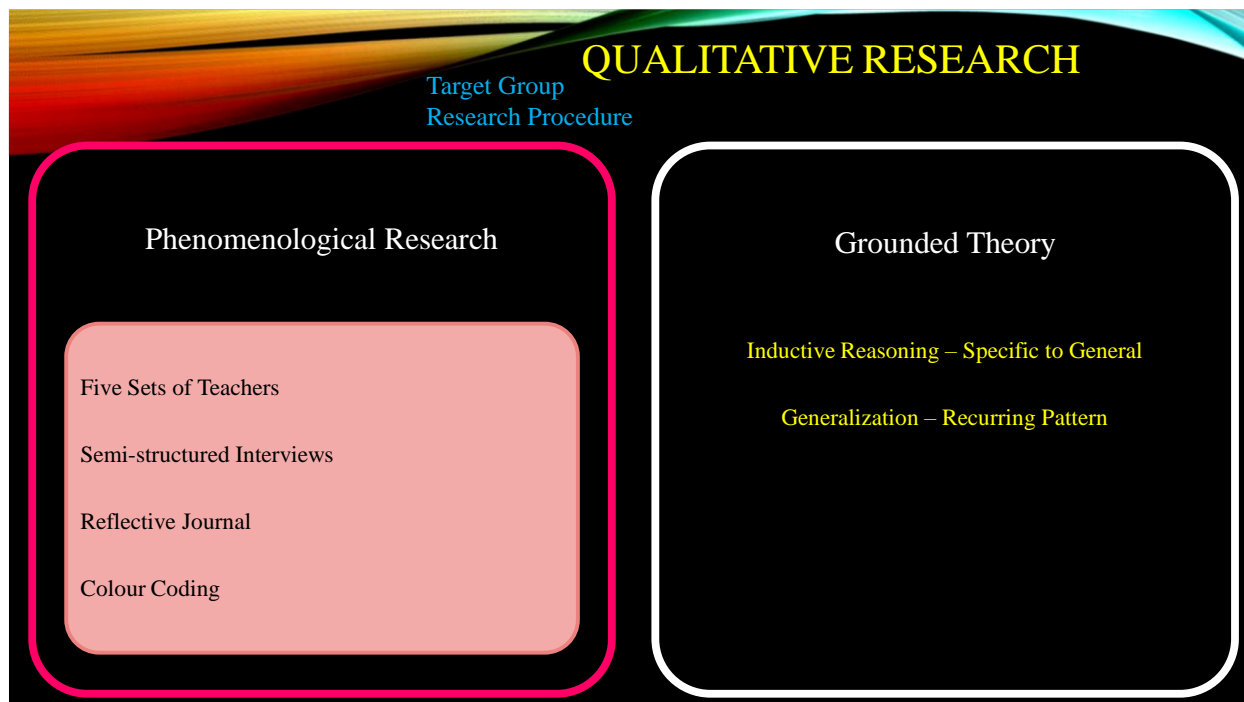 QUALITATIVE RESEARCH
Target Group
Research Procedure
Phenomenological Research
Five Sets of Teachers
Semi-structured Interviews
Reflective Journal
Colour Coding
Grounded Theory
Inductive Reasoning – Specific to General
Generalization – Recurring Pattern